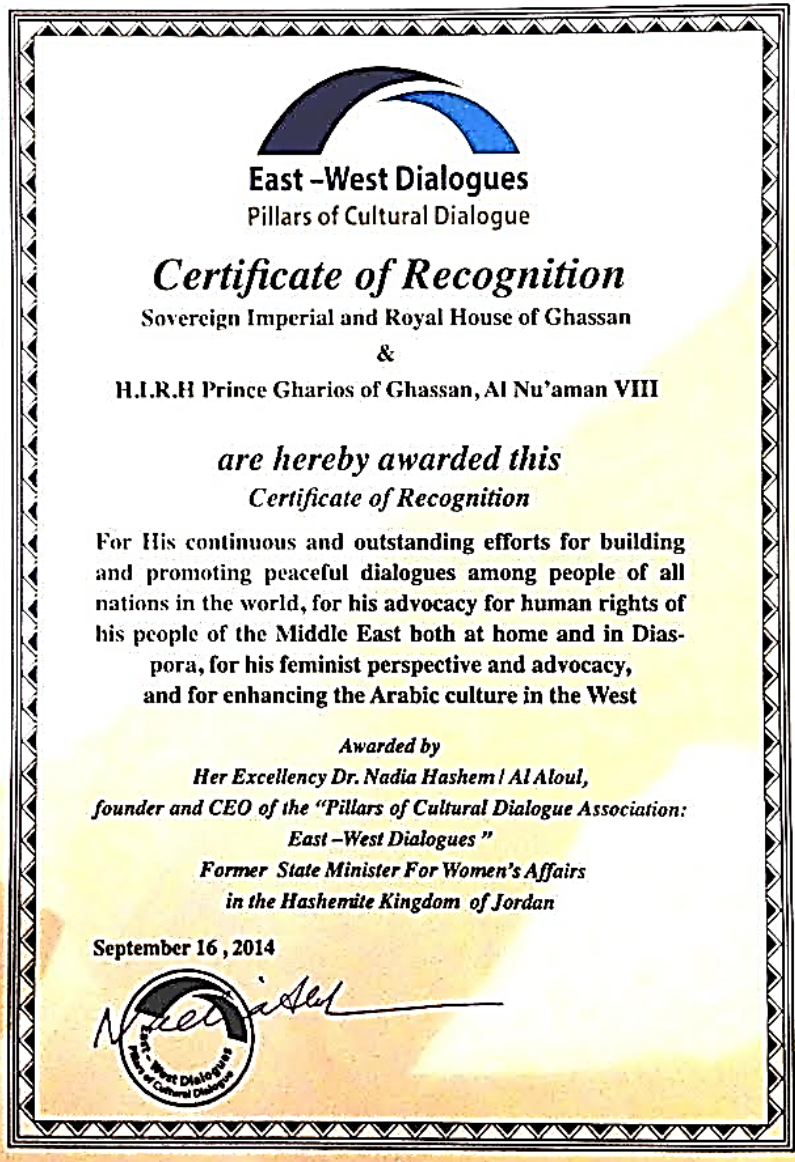 East –West Dialogues
Pillars of Cultural Dialogue
Certificate of Recognition
Sovereign Imperial and Royal House of Ghassan
&
H.I.R.H Prince Gharios of Ghassan, Al Nu'aman VIII
are hereby awarded this
Certificate of Recognition
For His continuous and outstanding efforts for building
and promoting peaceful dialogues among people of all
nations in the world, for his advocacy for human rights of
his people of the Middle East both at home and in Dias-
pora, for his feminist perspective and advocacy,
and for enhancing the Arabic culture in the West
Awarded by
Her Excellency Dr. Nadia Hashem / Al Aloul,
founder and CEO of the "Pillars of Cultural Dialogue Association:
East –West Dialogues "
Former State Minister For Women's Affairs
in the Hashemite Kingdom of Jordan
September 16 , 2014
East – West Dialogues
Pillars of Cultural Dialogue